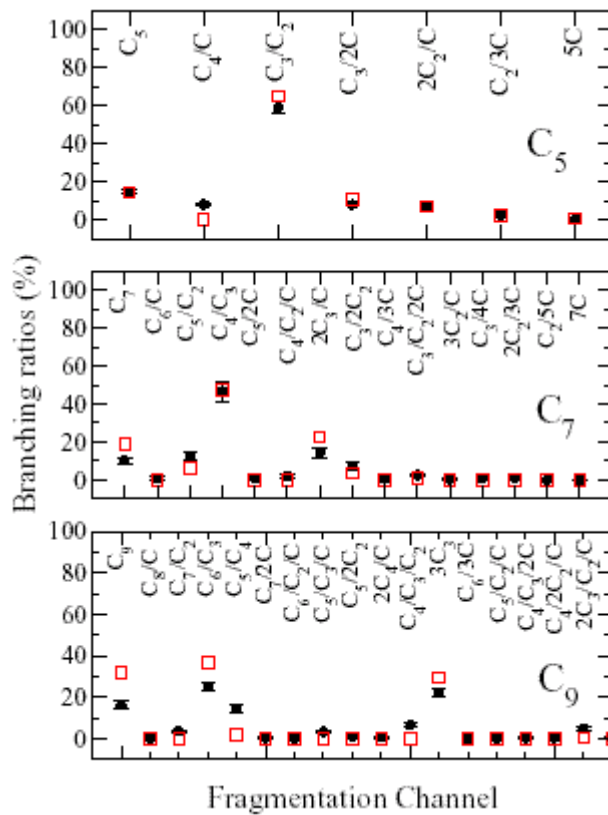 100
80
60
40
20
0
C5
C4/C
C3/C2
C3/2C
2C2/C
C2/3C
5C
C5
Branching ratios (%)
100
80
60
40
20
0
C7
C6/C
C5/C2
C4/C3
C5/2C
C4/C2/C
2C3/C
C3/2C2
C4/3C
C3/C2/2C
3C2/C
C3/4C
2C2/3C
C2/5C
7C
C7
100
80
60
40
20
0
C9
C8/C
C7/C2
C6/C3
C5/C4
C7/2C
C6/C2/C
C5/C3/C
C5/2C2
2C4/C
C4/C3/C2
3C3
C6/3C
C5/C2/2C
C4/C3/2C
C4/2C2/C
2C3/C2/C
C9
Fragmentation Channel